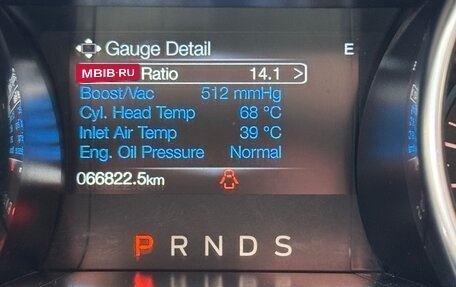 Gauge Detail E
MBIB.RU Ratio 14.1 >
Boost/Vac 512 mmHg
Cyl. Head Temp 68 °C
Inlet Air Temp 39 °C
Eng. Oil Pressure Normal
066822.5km
P R N D S